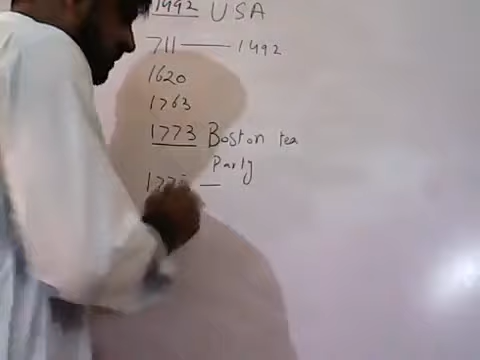 1492 USA
711 — 1492
1620
1763
1773 Boston tea
Party